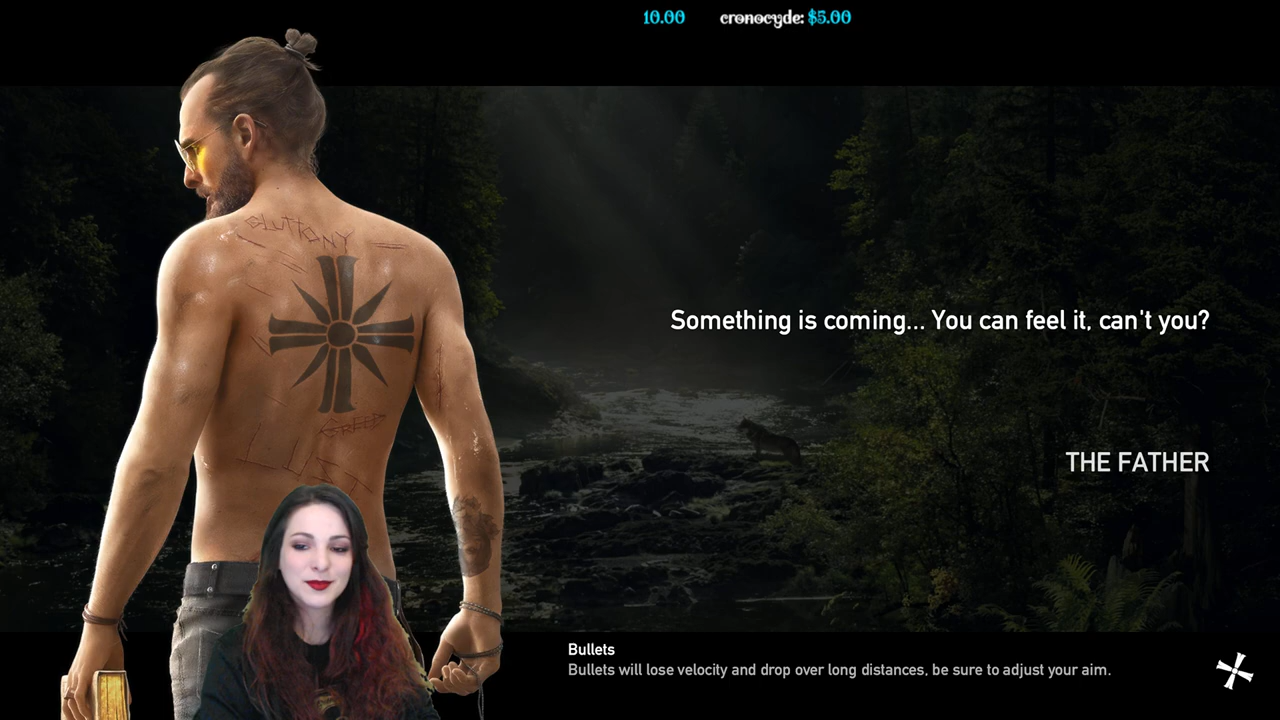 10.00 cronocyde: $5.00
GLUTTONY
GREED
Something is coming... You can feel it, can't you?
THE FATHER
Bullets
Bullets will lose velocity and drop over long distances, be sure to adjust your aim.